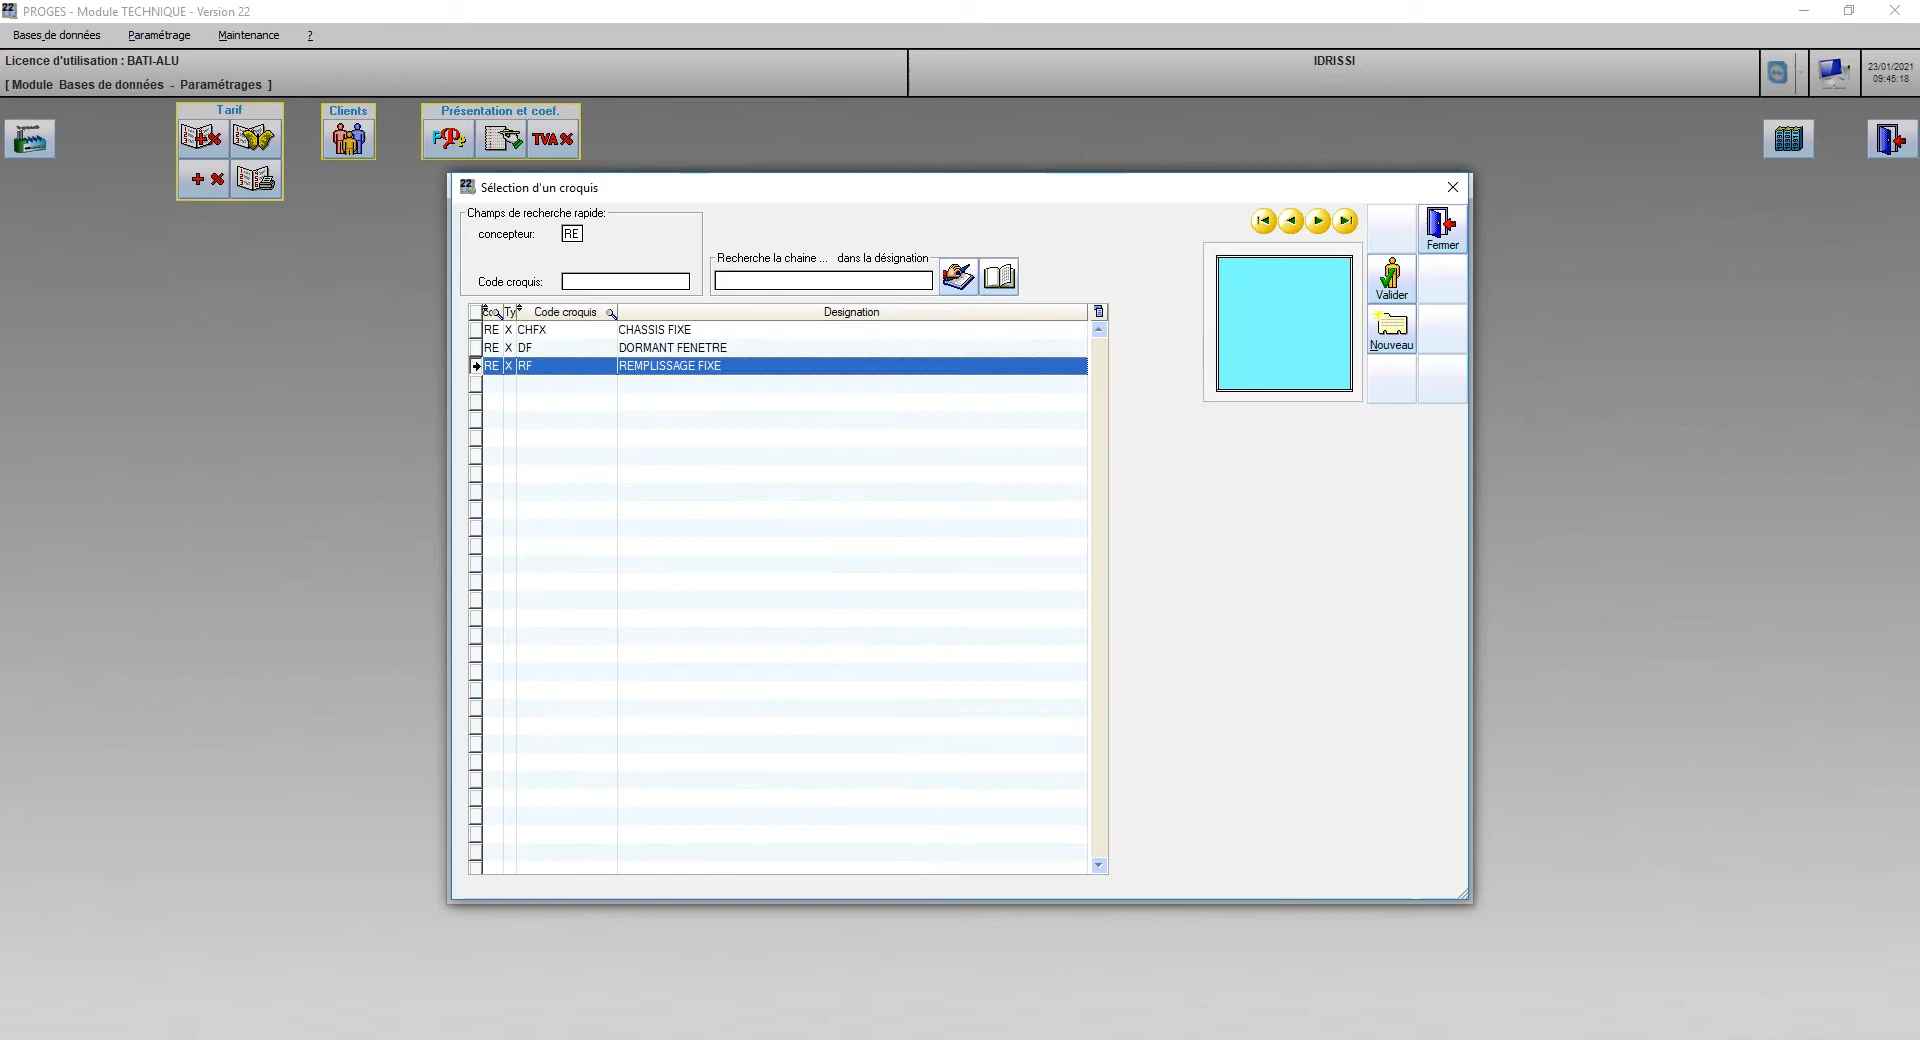 PROGES - Module TECHNIQUE - Version 22
Bases de données Paramétrage Maintenance ?
Licence d'utilisation : BATI-ALU
IDRISSI
[ Module Bases de données - Paramétrages ]
23/01/2021
09:45:18
Tarif
Clients
Présentation et coef.
TVA
22 Sélection d'un croquis
Champs de recherche rapide:
concepteur: RE
Recherche la chaine ... dans la désignation
Code croquis:
Fermer
Valider
Nouveau
Ty Code croquis Designation
RE X CHFX CHASSIS FIXE
RE X DF DORMANT FENETRE
RE X RF REMPLISSAGE FIXE